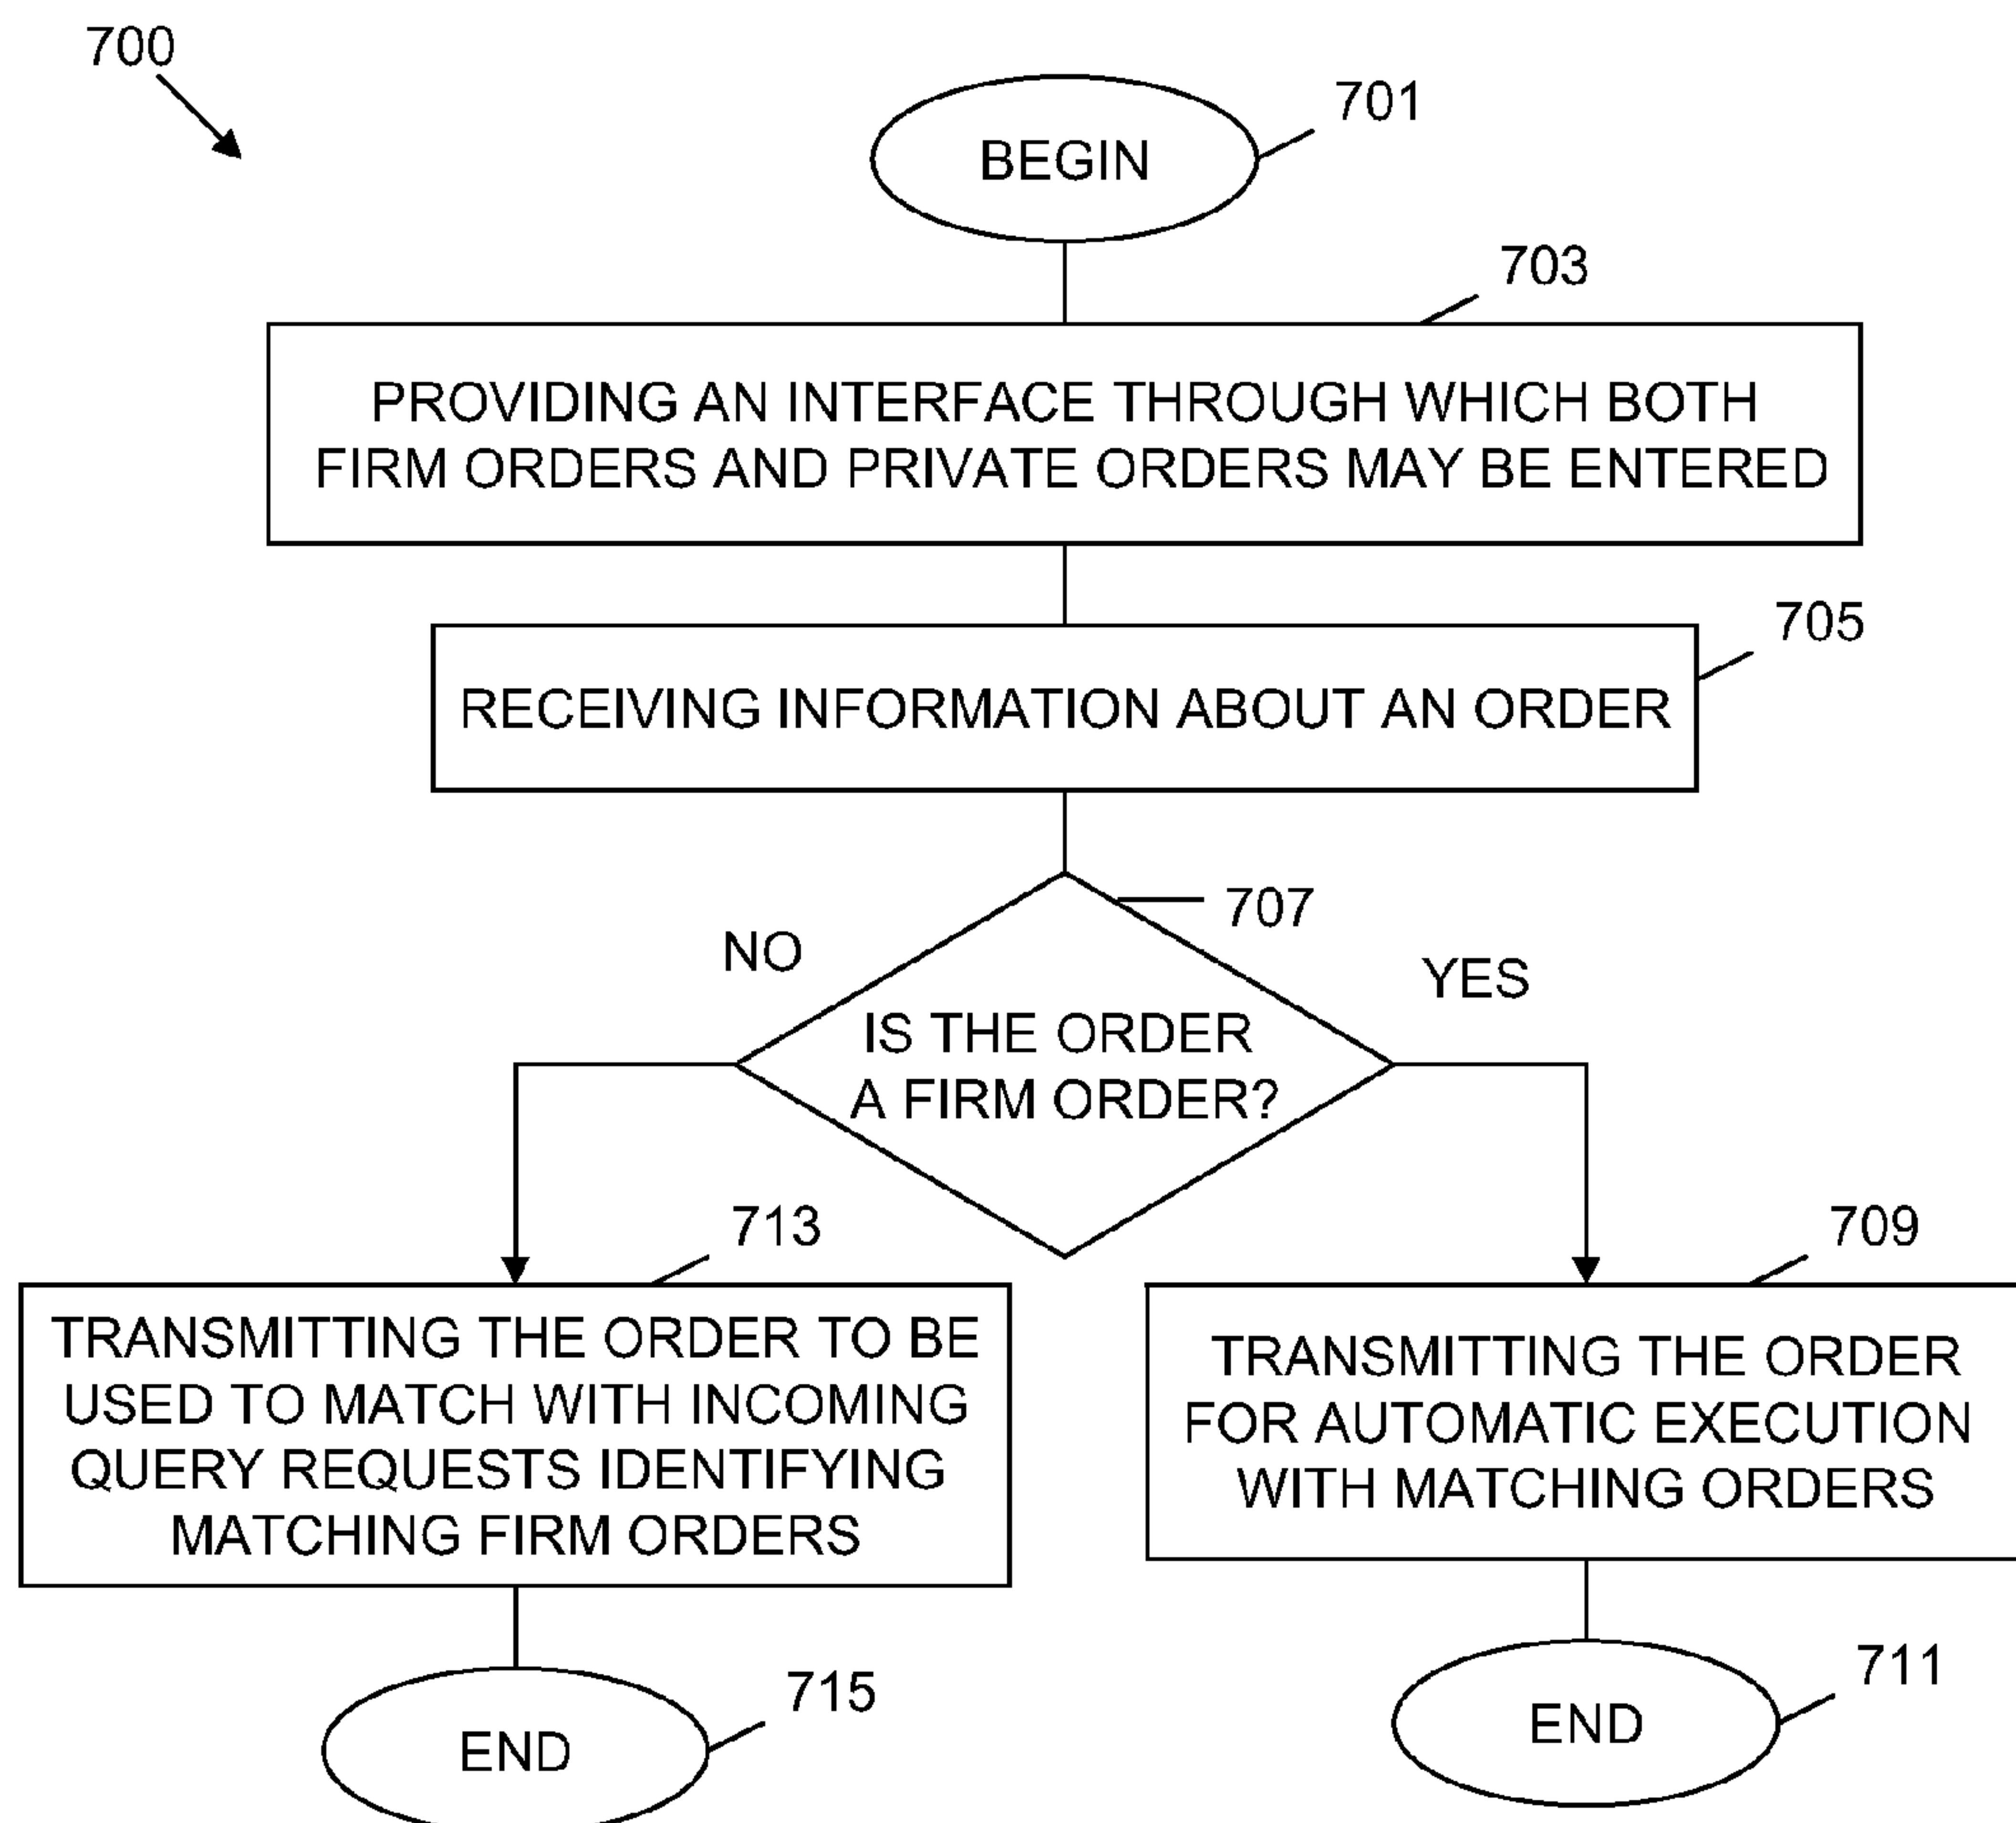 700
BEGIN
701
703
PROVIDING AN INTERFACE THROUGH WHICH BOTH
FIRM ORDERS AND PRIVATE ORDERS MAY BE ENTERED
705
RECEIVING INFORMATION ABOUT AN ORDER
707
NO
YES
IS THE ORDER
A FIRM ORDER?
713
TRANSMITTING THE ORDER TO BE
USED TO MATCH WITH INCOMING
QUERY REQUESTS IDENTIFYING
MATCHING FIRM ORDERS
709
TRANSMITTING THE ORDER
FOR AUTOMATIC EXECUTION
WITH MATCHING ORDERS
715
END
711
END